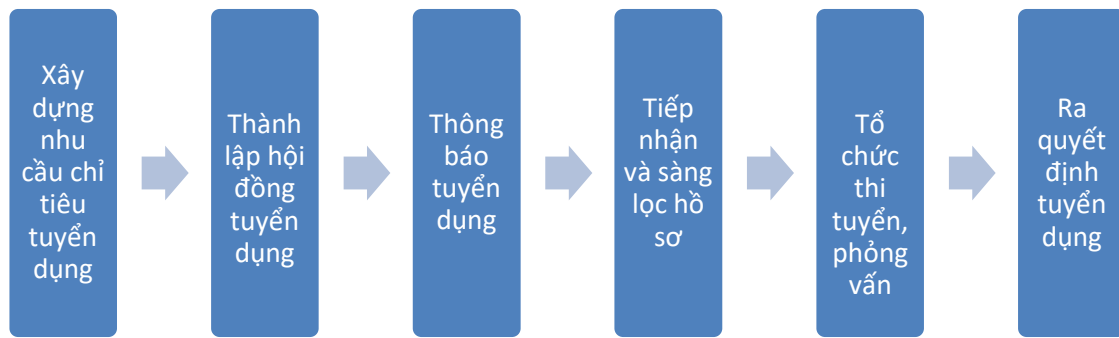 Xây
dựng
nhu
cầu chỉ
tiêu
tuyển
dụng
Thành
lập hội
đồng
tuyển
dụng
Thông
báo
tuyển
dụng
Tiếp
nhận
và sàng
lọc hồ
sơ
Tổ
chức
thi
tuyển,
phỏng
vấn
Ra
quyết
định
tuyển
dụng